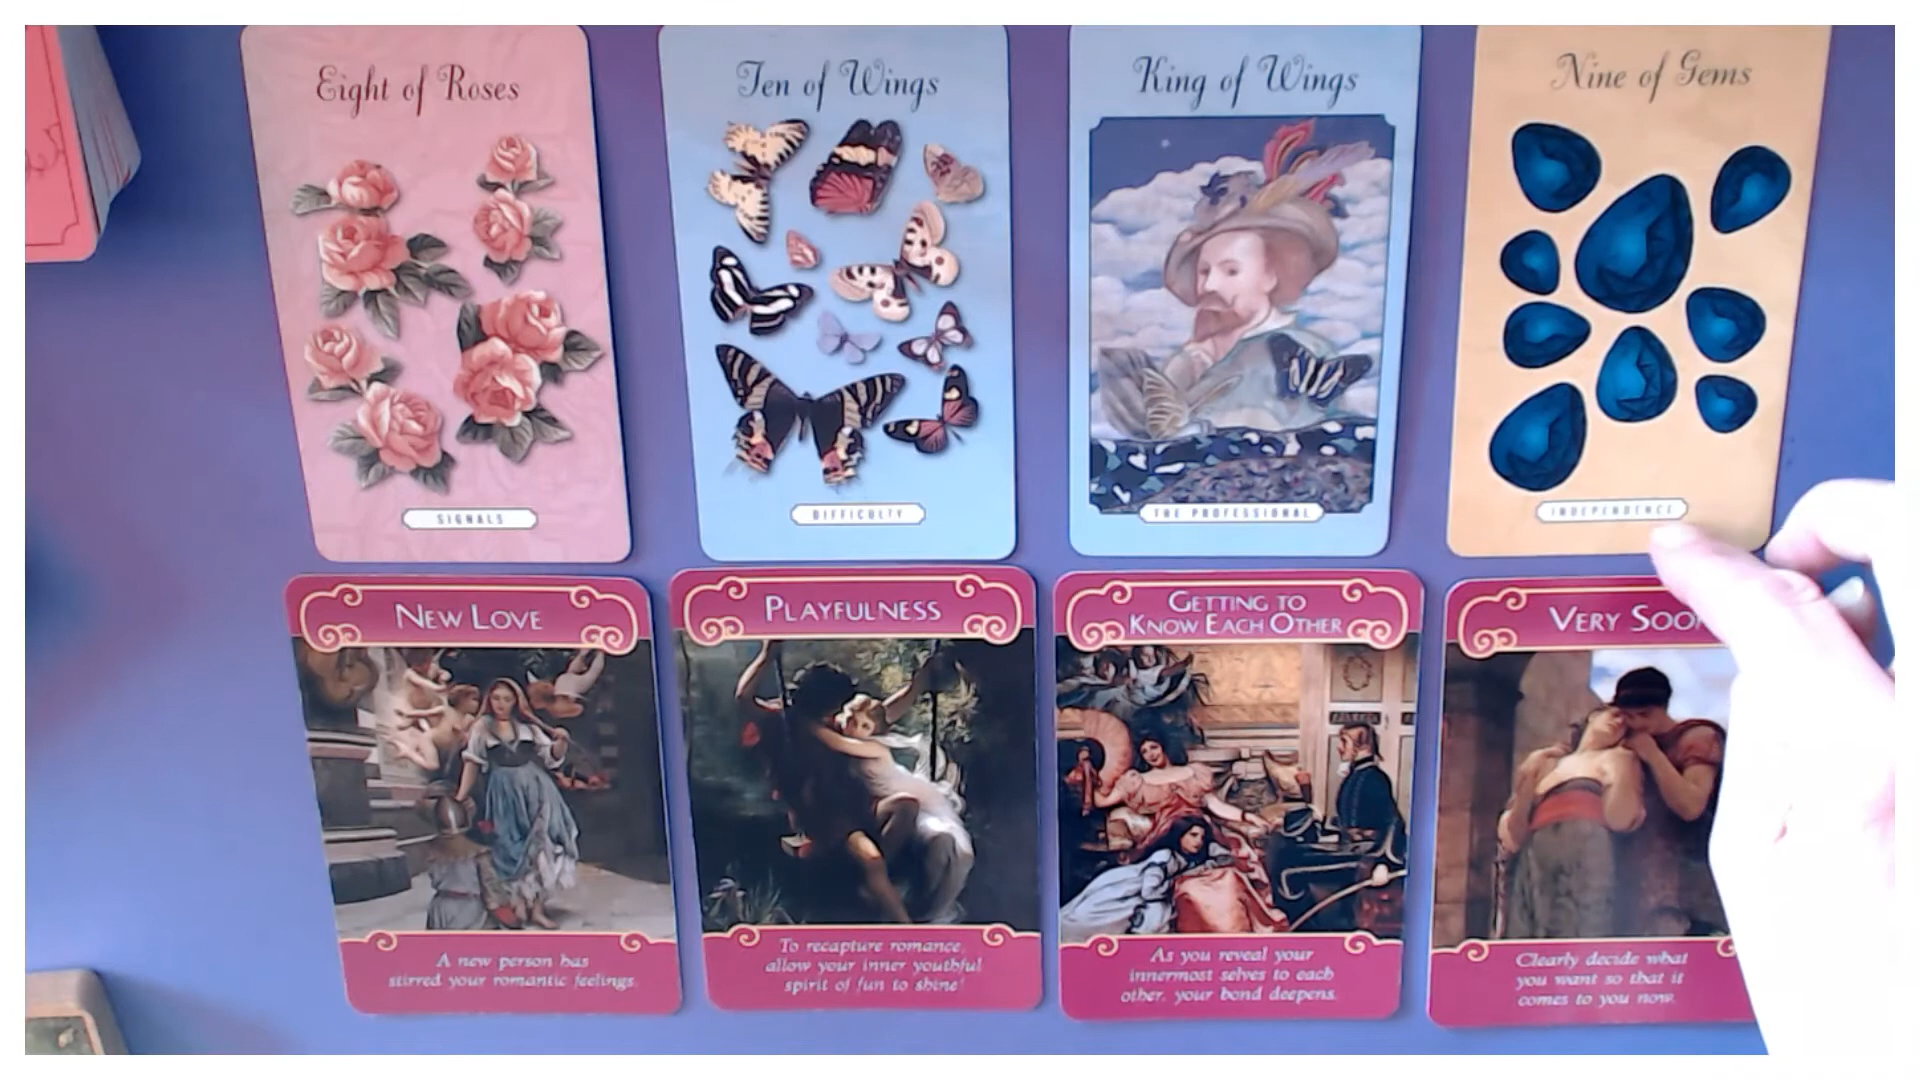 Eight of Roses
SIGNALS
Ten of Wings
DIFFICULTY
King of Wings
THE PROFESSIONAL
Nine of Gems
INDEPENDENCE
NEW LOVE
A new person has
stirred your romantic feelings.
PLAYFULNESS
To recapture romance,
allow your inner youthful
spirit of fun to shine!
GETTING TO
KNOW EACH OTHER
As you reveal your
innermost selves to each
other, your bond deepens.
VERY SOON
Clearly decide what
you want so that it
comes to you now.